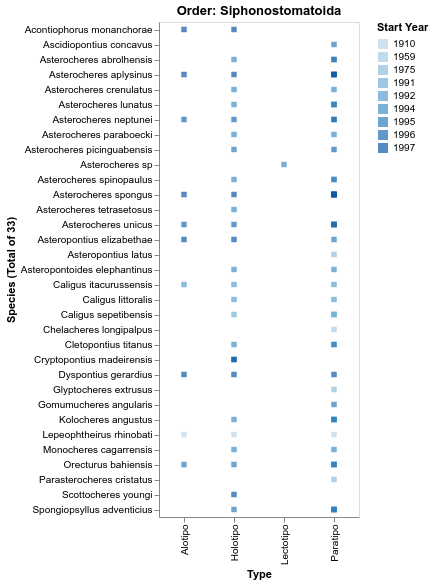 Order: Siphonostomatoida
Start Year
1910
1959
1975
1991
1992
1994
1995
1996
1997
Species (Total of 33)
Acontiophorus monanchorae
Ascidiopontius concavus
Asterocheres abrolhensis
Asterocheres aplysinus
Asterocheres crenulatus
Asterocheres lunatus
Asterocheres neptunei
Asterocheres paraboecki
Asterocheres picinguabensis
Asterocheres sp
Asterocheres spinopaulus
Asterocheres spongus
Asterocheres tetrasetosus
Asterocheres unicus
Asteropontius elizabethae
Asteropontius latus
Asteropontoides elephantinus
Caligus itacurussensis
Caligus littoralis
Caligus sepetibensis
Chelacheres longipalpus
Cletopontius titanus
Cryptopontius madeirensis
Dyspontius gerardius
Glyptocheres extrusus
Gomumucheres angularis
Kolocheres angustus
Lepeophtheirus rhinobati
Monocheres cagarrensis
Orecturus bahiensis
Parasterocheres cristatus
Scottocheres youngi
Spongiopsyllus adventicius
Alotipo
Holotipo
Lectotipo
Paratipo
Type